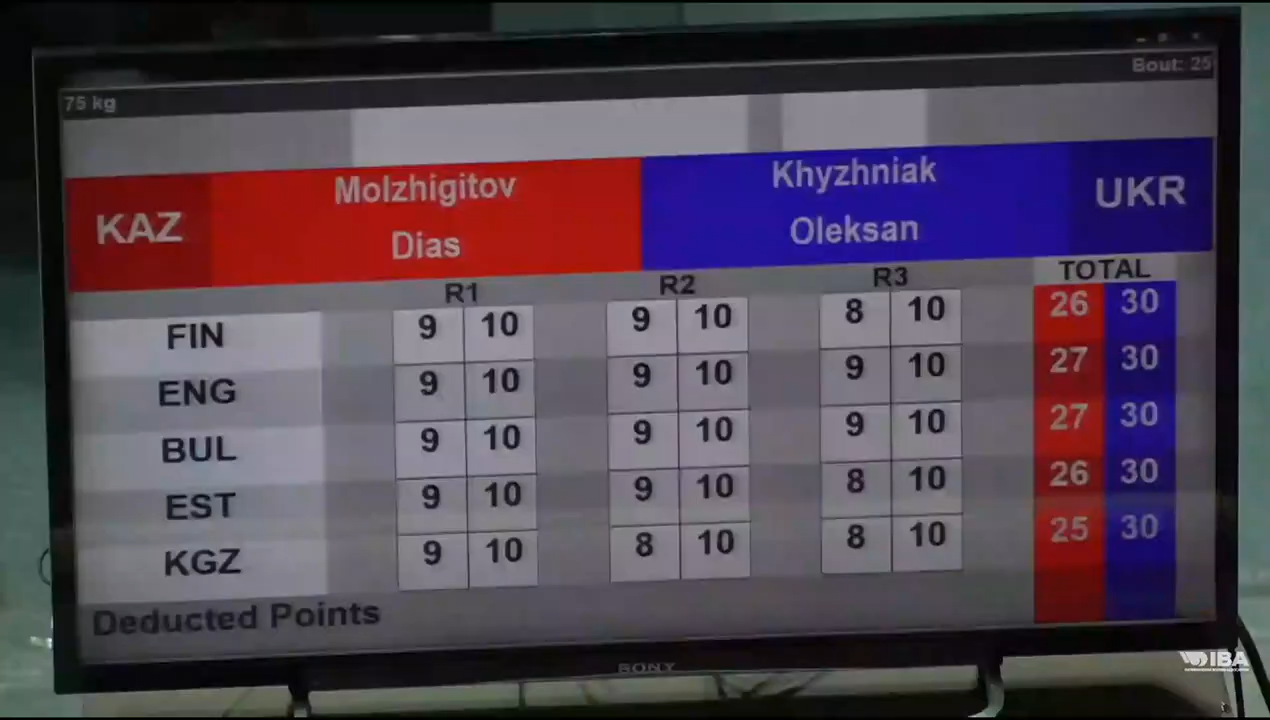 Bout: 25
75 kg
KAZ Molzhigitov Dias Khyzhniak Oleksan UKR
R1 R2 R3 TOTAL
FIN 9 10 9 10 8 10 26 30
ENG 9 10 9 10 9 10 27 30
BUL 9 10 9 10 9 10 27 30
EST 9 10 9 10 8 10 26 30
KGZ 9 10 8 10 8 10 25 30
Deducted Points
SONY
IBA